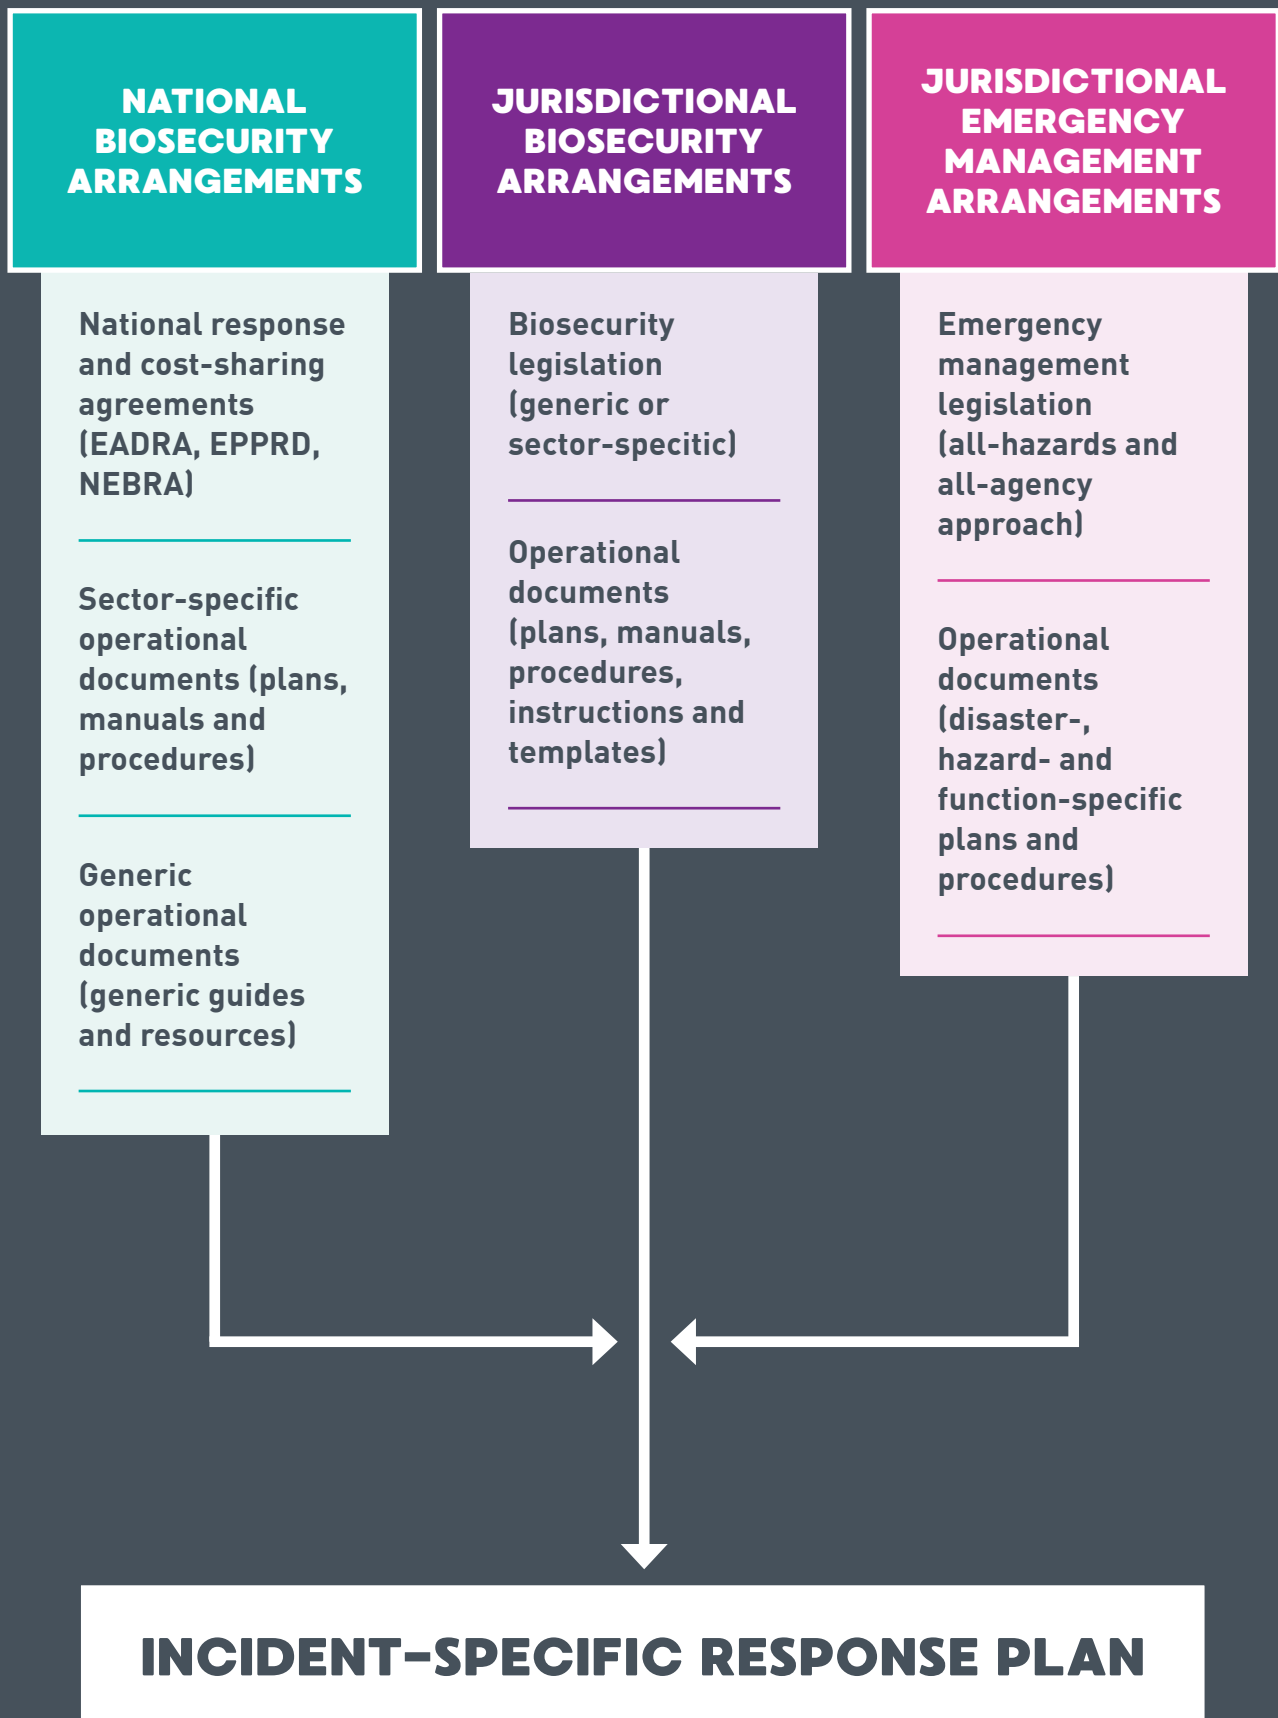 NATIONAL
BIOSECURITY
ARRANGEMENTS
National response
and cost-sharing
agreements
(EADRA, EPPRD,
NEBRA)
Sector-specific
operational
documents (plans,
manuals and
procedures)
Generic
operational
documents
(generic guides
and resources)
JURISDICTIONAL
BIOSECURITY
ARRANGEMENTS
Biosecurity
legislation
(generic or
sector-specitic)
Operational
documents
(plans, manuals,
procedures,
instructions and
templates)
JURISDICTIONAL
EMERGENCY
MANAGEMENT
ARRANGEMENTS
Emergency
management
legislation
(all-hazards and
all-agency
approach)
Operational
documents
(disaster-,
hazard- and
function-specific
plans and
procedures)
INCIDENT-SPECIFIC RESPONSE PLAN